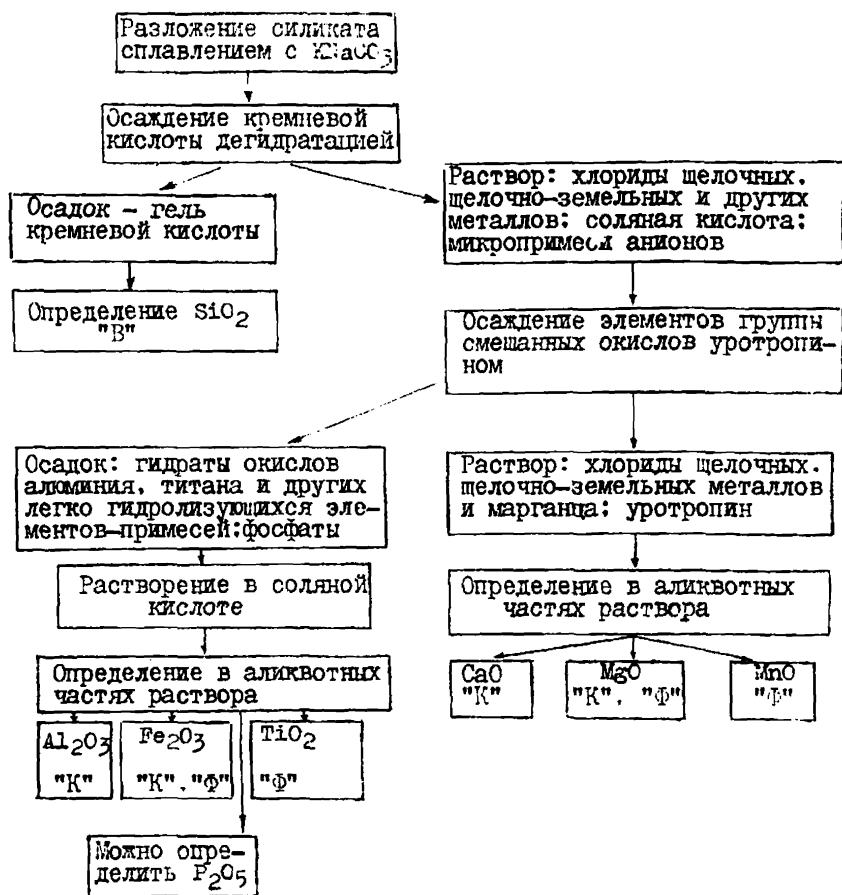 Разложение силиката
сплавлением с KNaCO3
Осаждение кремневой
кислоты дегидратацией
Осадок – гель
кремневой кислоты
Определение SiO2
"В"
Раствор: хлориды щелочных.
щелочно-земельных и других
металлов: соляная кислота:
микропримеси анионов
Осаждение элементов группы
смешанных окислов уротропи-
ном
Осадок: гидраты окислов
алюминия. титана и других
легко гидролизующихся эле-
ментов-примесей:фосфаты
Раствор: хлориды щелочных.
щелочно-земельных металлов
и марганца: уротропин
Растворение в соляной
кислоте
Определение в аликвотных
частях раствора
Определение в аликвотных
частях раствора
CaO
"К"
MgO
"К". "Ф"
MnO
"Ф"
Al2O3
"К"
Fe2O3
"К". "Ф"
TiO2
"Ф"
Можно опре-
делить P2O5